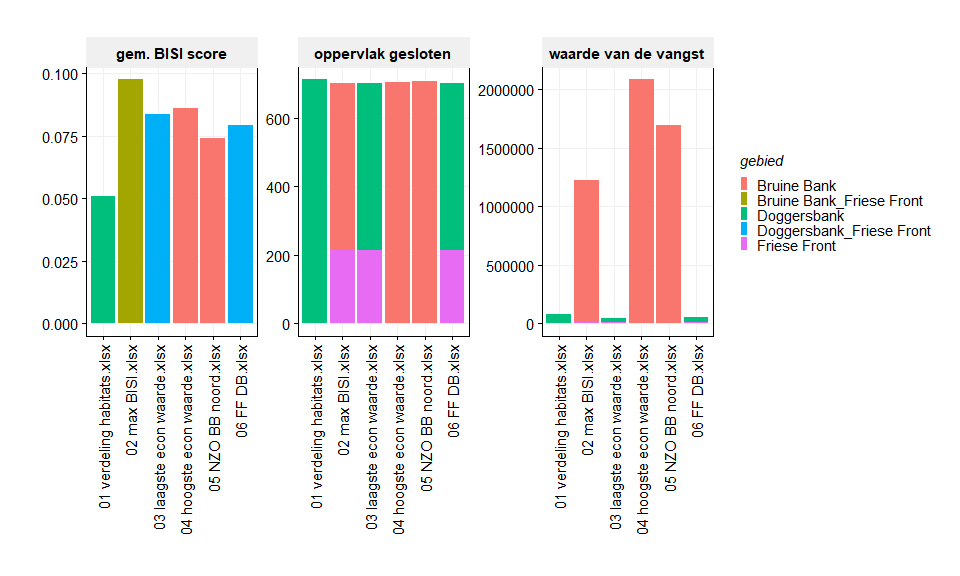 gem. BISI score
oppervlak gesloten
waarde van de vangst
0.100
0.075
0.050
0.025
0.000
600
400
200
0
2000000
1500000
1000000
500000
0
gebied
Bruine Bank
Bruine Bank_Friese Front
Doggersbank
Doggersbank_Friese Front
Friese Front
01 verdeling habitats.xlsx
02 max BISI.xlsx
03 laagste econ waarde.xlsx
04 hoogste econ waarde.xlsx
05 NZO BB noord.xlsx
06 FF DB.xlsx
01 verdeling habitats.xlsx
02 max BISI.xlsx
03 laagste econ waarde.xlsx
04 hoogste econ waarde.xlsx
05 NZO BB noord.xlsx
06 FF DB.xlsx
01 verdeling habitats.xlsx
02 max BISI.xlsx
03 laagste econ waarde.xlsx
04 hoogste econ waarde.xlsx
05 NZO BB noord.xlsx
06 FF DB.xlsx